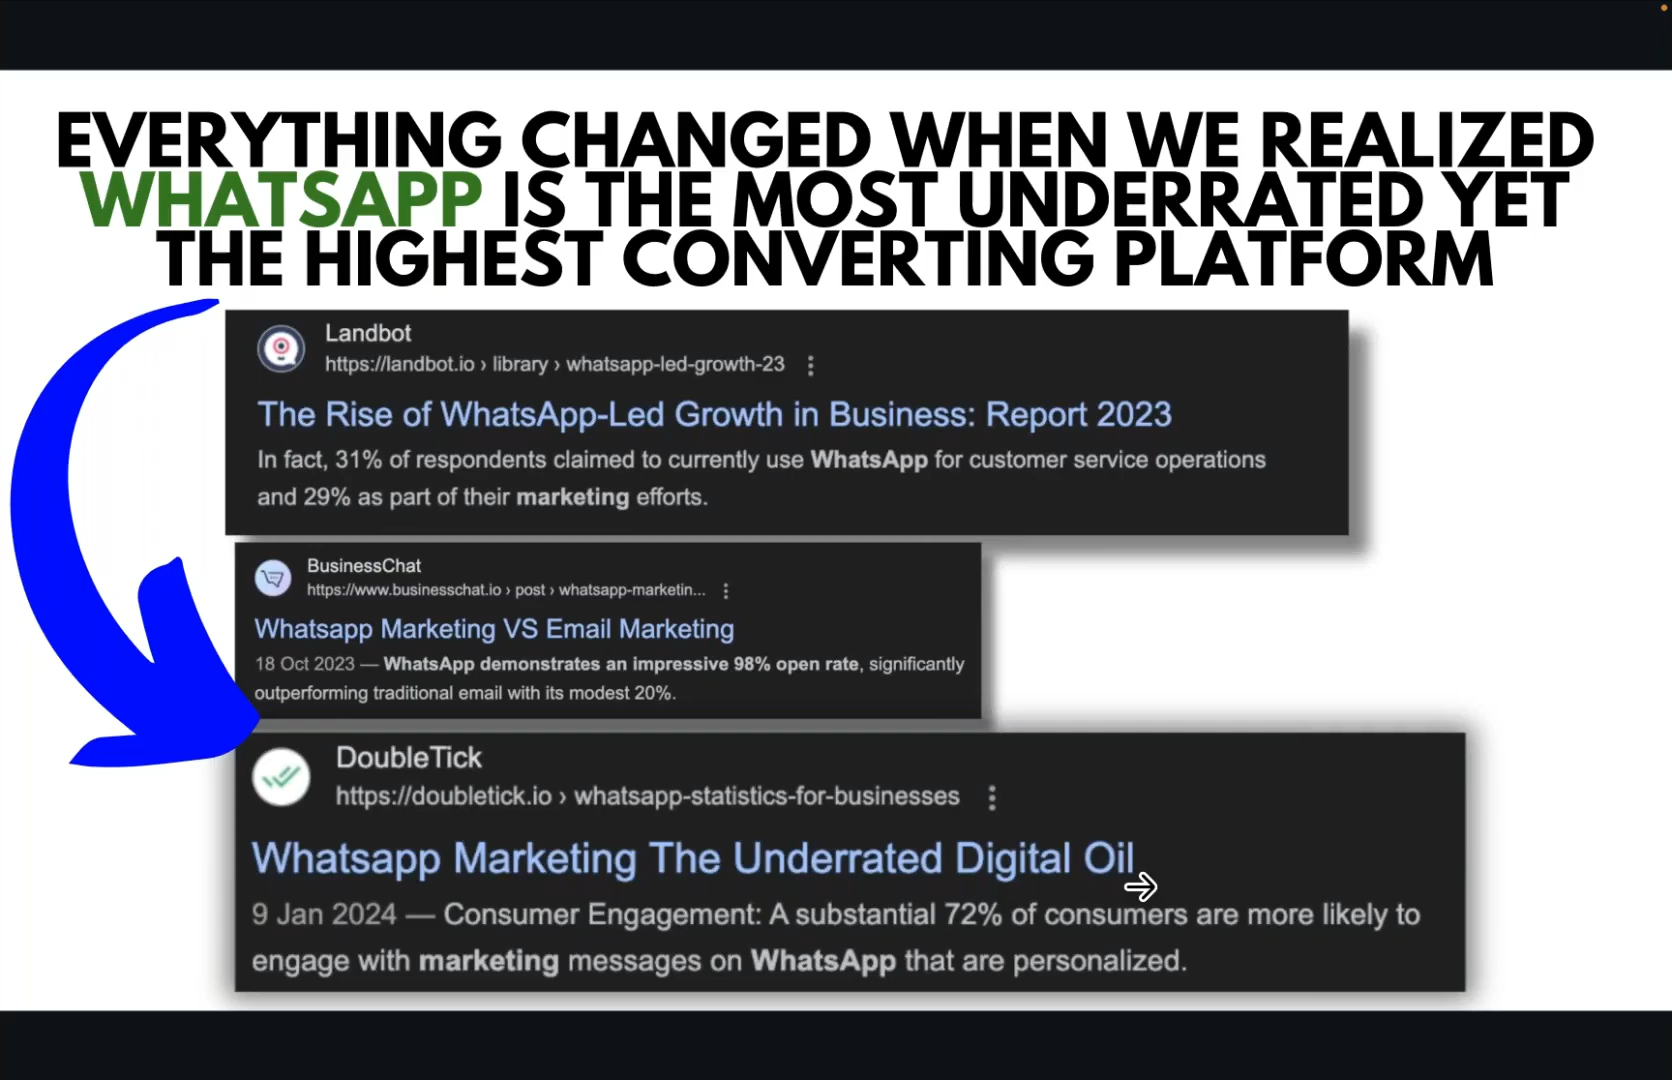 EVERYTHING CHANGED WHEN WE REALIZED
WHATSAPP IS THE MOST UNDERRATED YET
THE HIGHEST CONVERTING PLATFORM
Landbot
https://landbot.io › library › whatsapp-led-growth-23
The Rise of WhatsApp-Led Growth in Business: Report 2023
In fact, 31% of respondents claimed to currently use WhatsApp for customer service operations
and 29% as part of their marketing efforts.
BusinessChat
https://www.businesschat.io › post › whatsapp-marketin...
Whatsapp Marketing VS Email Marketing
18 Oct 2023 — WhatsApp demonstrates an impressive 98% open rate, significantly
outperforming traditional email with its modest 20%.
DoubleTick
https://doubletick.io › whatsapp-statistics-for-businesses
Whatsapp Marketing The Underrated Digital Oil
9 Jan 2024 — Consumer Engagement: A substantial 72% of consumers are more likely to
engage with marketing messages on WhatsApp that are personalized.